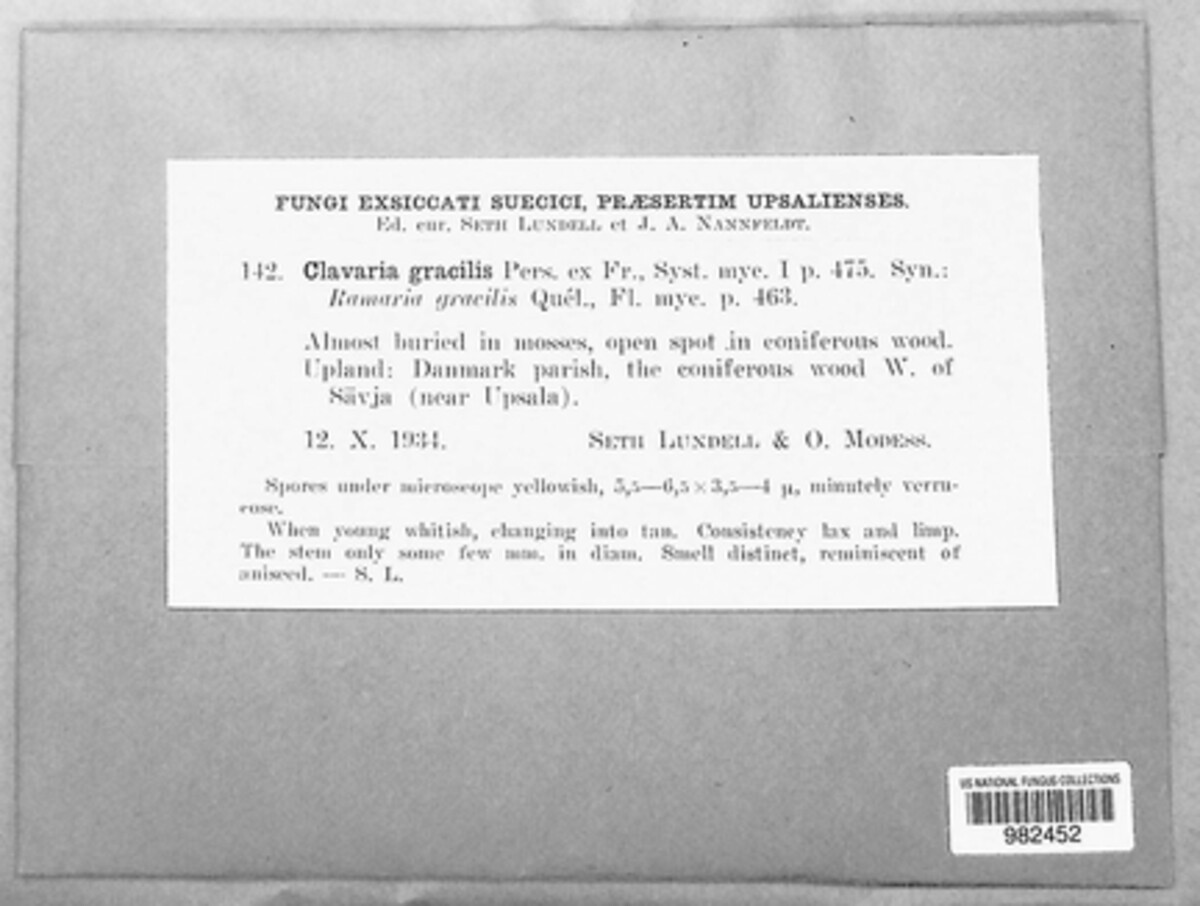 FUNGI EXSICCATI SUECICI, PRÆSERTIM UPSALIENSES.
Ed. cur. SETH LUNDELL et J. A. NANNFELDT.
142. Clavaria gracilis Pers. ex Fr., Syst. myc. I p. 475. Syn.:
Ramaria gracilis Quél., Fl. myc. p. 463.
Almost buried in mosses, open spot in coniferous wood.
Upland: Danmark parish, the coniferous wood W. of
Sävja (near Upsala).
12. X. 1934. SETH LUNDELL & O. MODESS.
Spores under microscope yellowish, 5,5—6,5 × 3,5—4 μ, minutely verru-
cose.
When young whitish, changing into tan. Consistency lax and limp.
The stem only some few mm. in diam. Smell distinct, reminiscent of
aniseed. — S. L.
US NATIONAL FUNGUS COLLECTIONS
982452